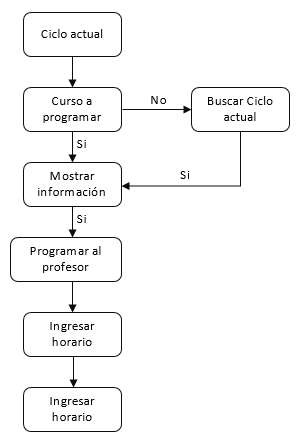 Ciclo actual
Curso a
programar
No
Buscar Ciclo
actual
Si
Si
Mostrar
información
Si
Programar al
profesor
Ingresar
horario
Ingresar
horario